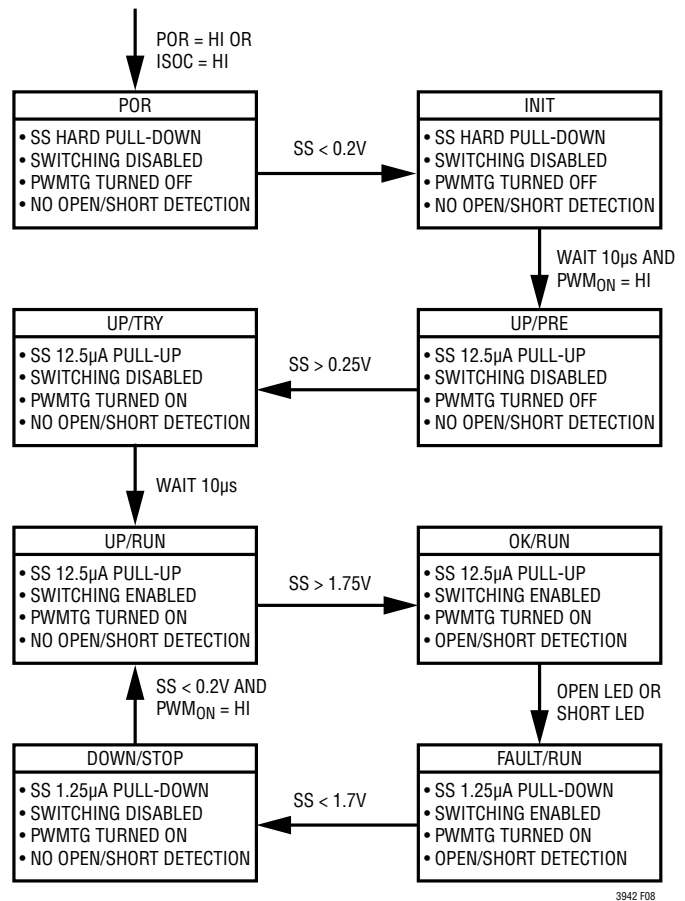 POR = HI OR
ISOC = HI
POR
• SS HARD PULL-DOWN
• SWITCHING DISABLED
• PWMTG TURNED OFF
• NO OPEN/SHORT DETECTION
SS < 0.2V
INIT
• SS HARD PULL-DOWN
• SWITCHING DISABLED
• PWMTG TURNED OFF
• NO OPEN/SHORT DETECTION
WAIT 10µs AND
PWMON = HI
UP/PRE
• SS 12.5µA PULL-UP
• SWITCHING DISABLED
• PWMTG TURNED OFF
• NO OPEN/SHORT DETECTION
SS > 0.25V
UP/TRY
• SS 12.5µA PULL-UP
• SWITCHING DISABLED
• PWMTG TURNED ON
• NO OPEN/SHORT DETECTION
WAIT 10µs
UP/RUN
• SS 12.5µA PULL-UP
• SWITCHING ENABLED
• PWMTG TURNED ON
• NO OPEN/SHORT DETECTION
SS > 1.75V
OK/RUN
• SS 12.5µA PULL-UP
• SWITCHING ENABLED
• PWMTG TURNED ON
• OPEN/SHORT DETECTION
OPEN LED OR
SHORT LED
FAULT/RUN
• SS 1.25µA PULL-DOWN
• SWITCHING ENABLED
• PWMTG TURNED ON
• OPEN/SHORT DETECTION
SS < 1.7V
DOWN/STOP
• SS 1.25µA PULL-DOWN
• SWITCHING DISABLED
• PWMTG TURNED ON
• NO OPEN/SHORT DETECTION
SS < 0.2V AND
PWMON = HI
3942 F08